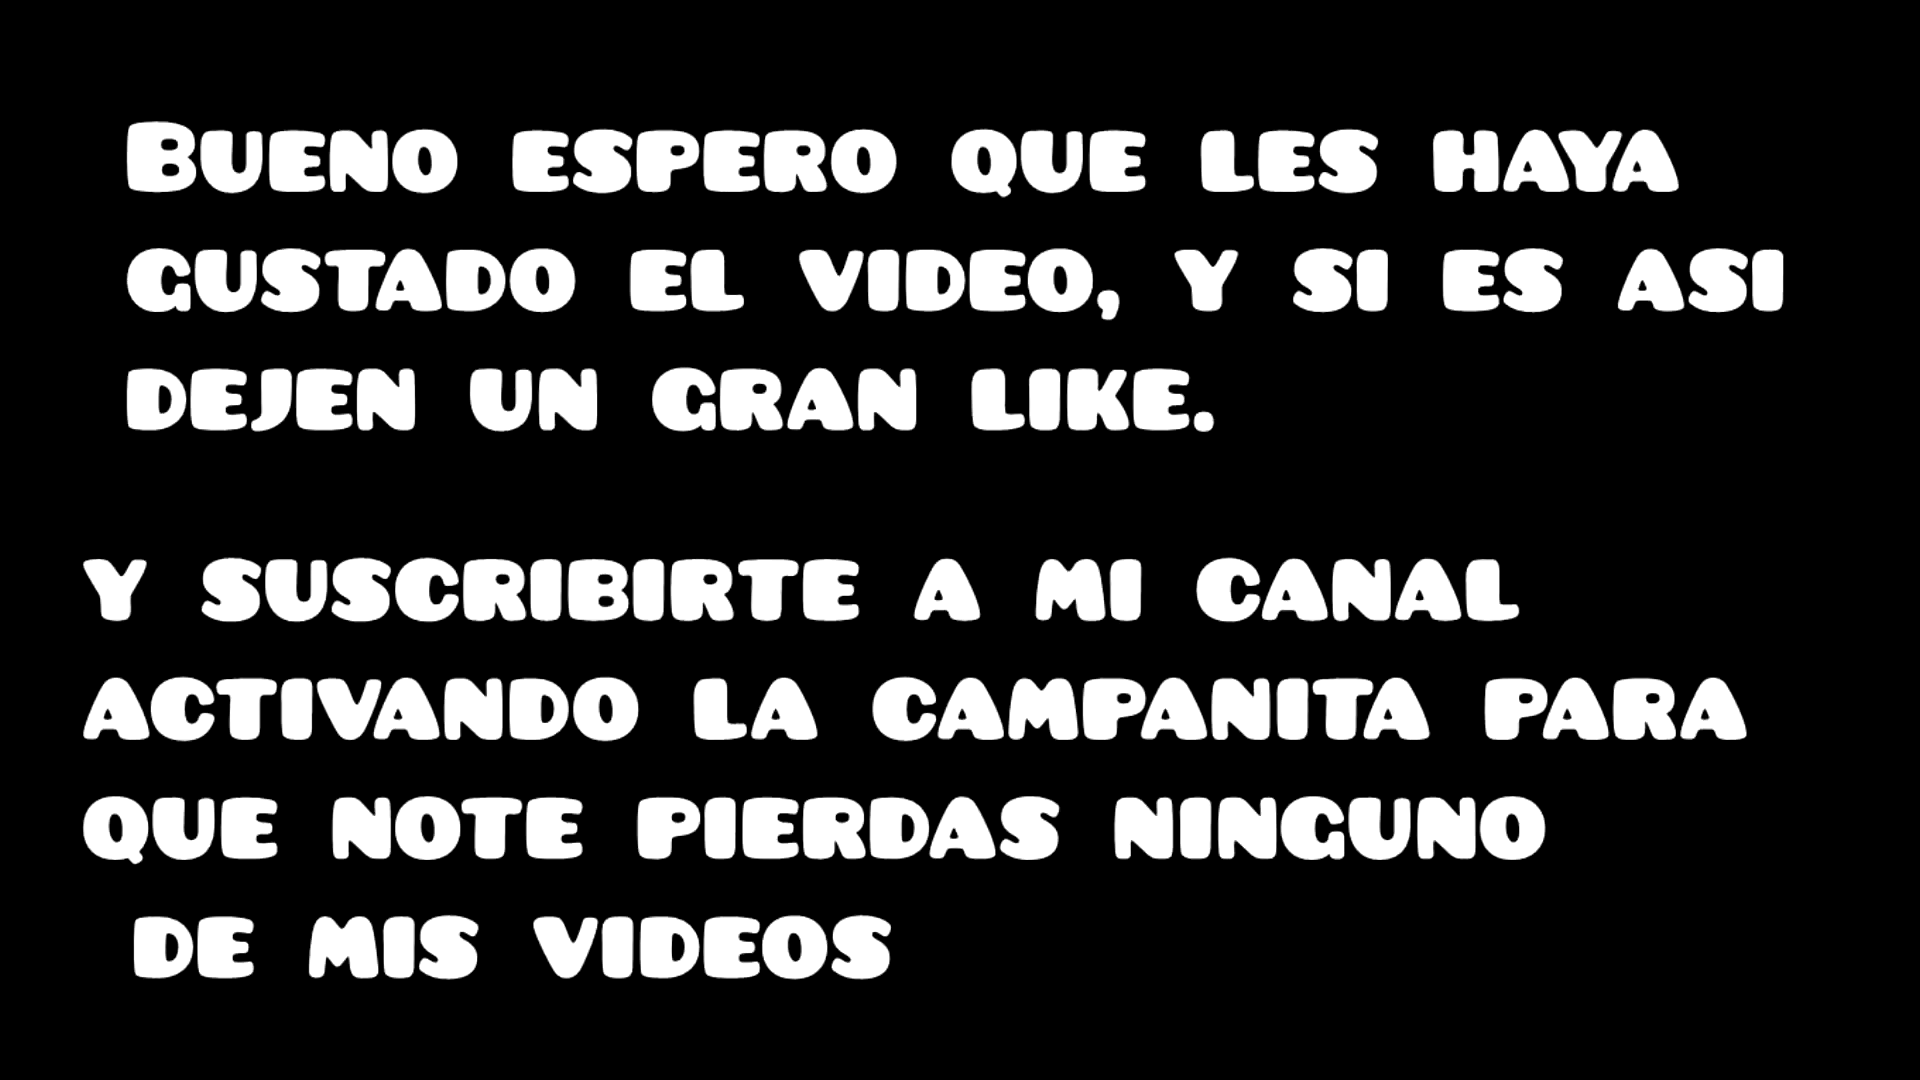 Bueno espero que les haya
gustado el video, y si es asi
dejen un gran like.
y suscribirte a mi canal
activando la campanita para
que note pierdas ninguno
de mis videos